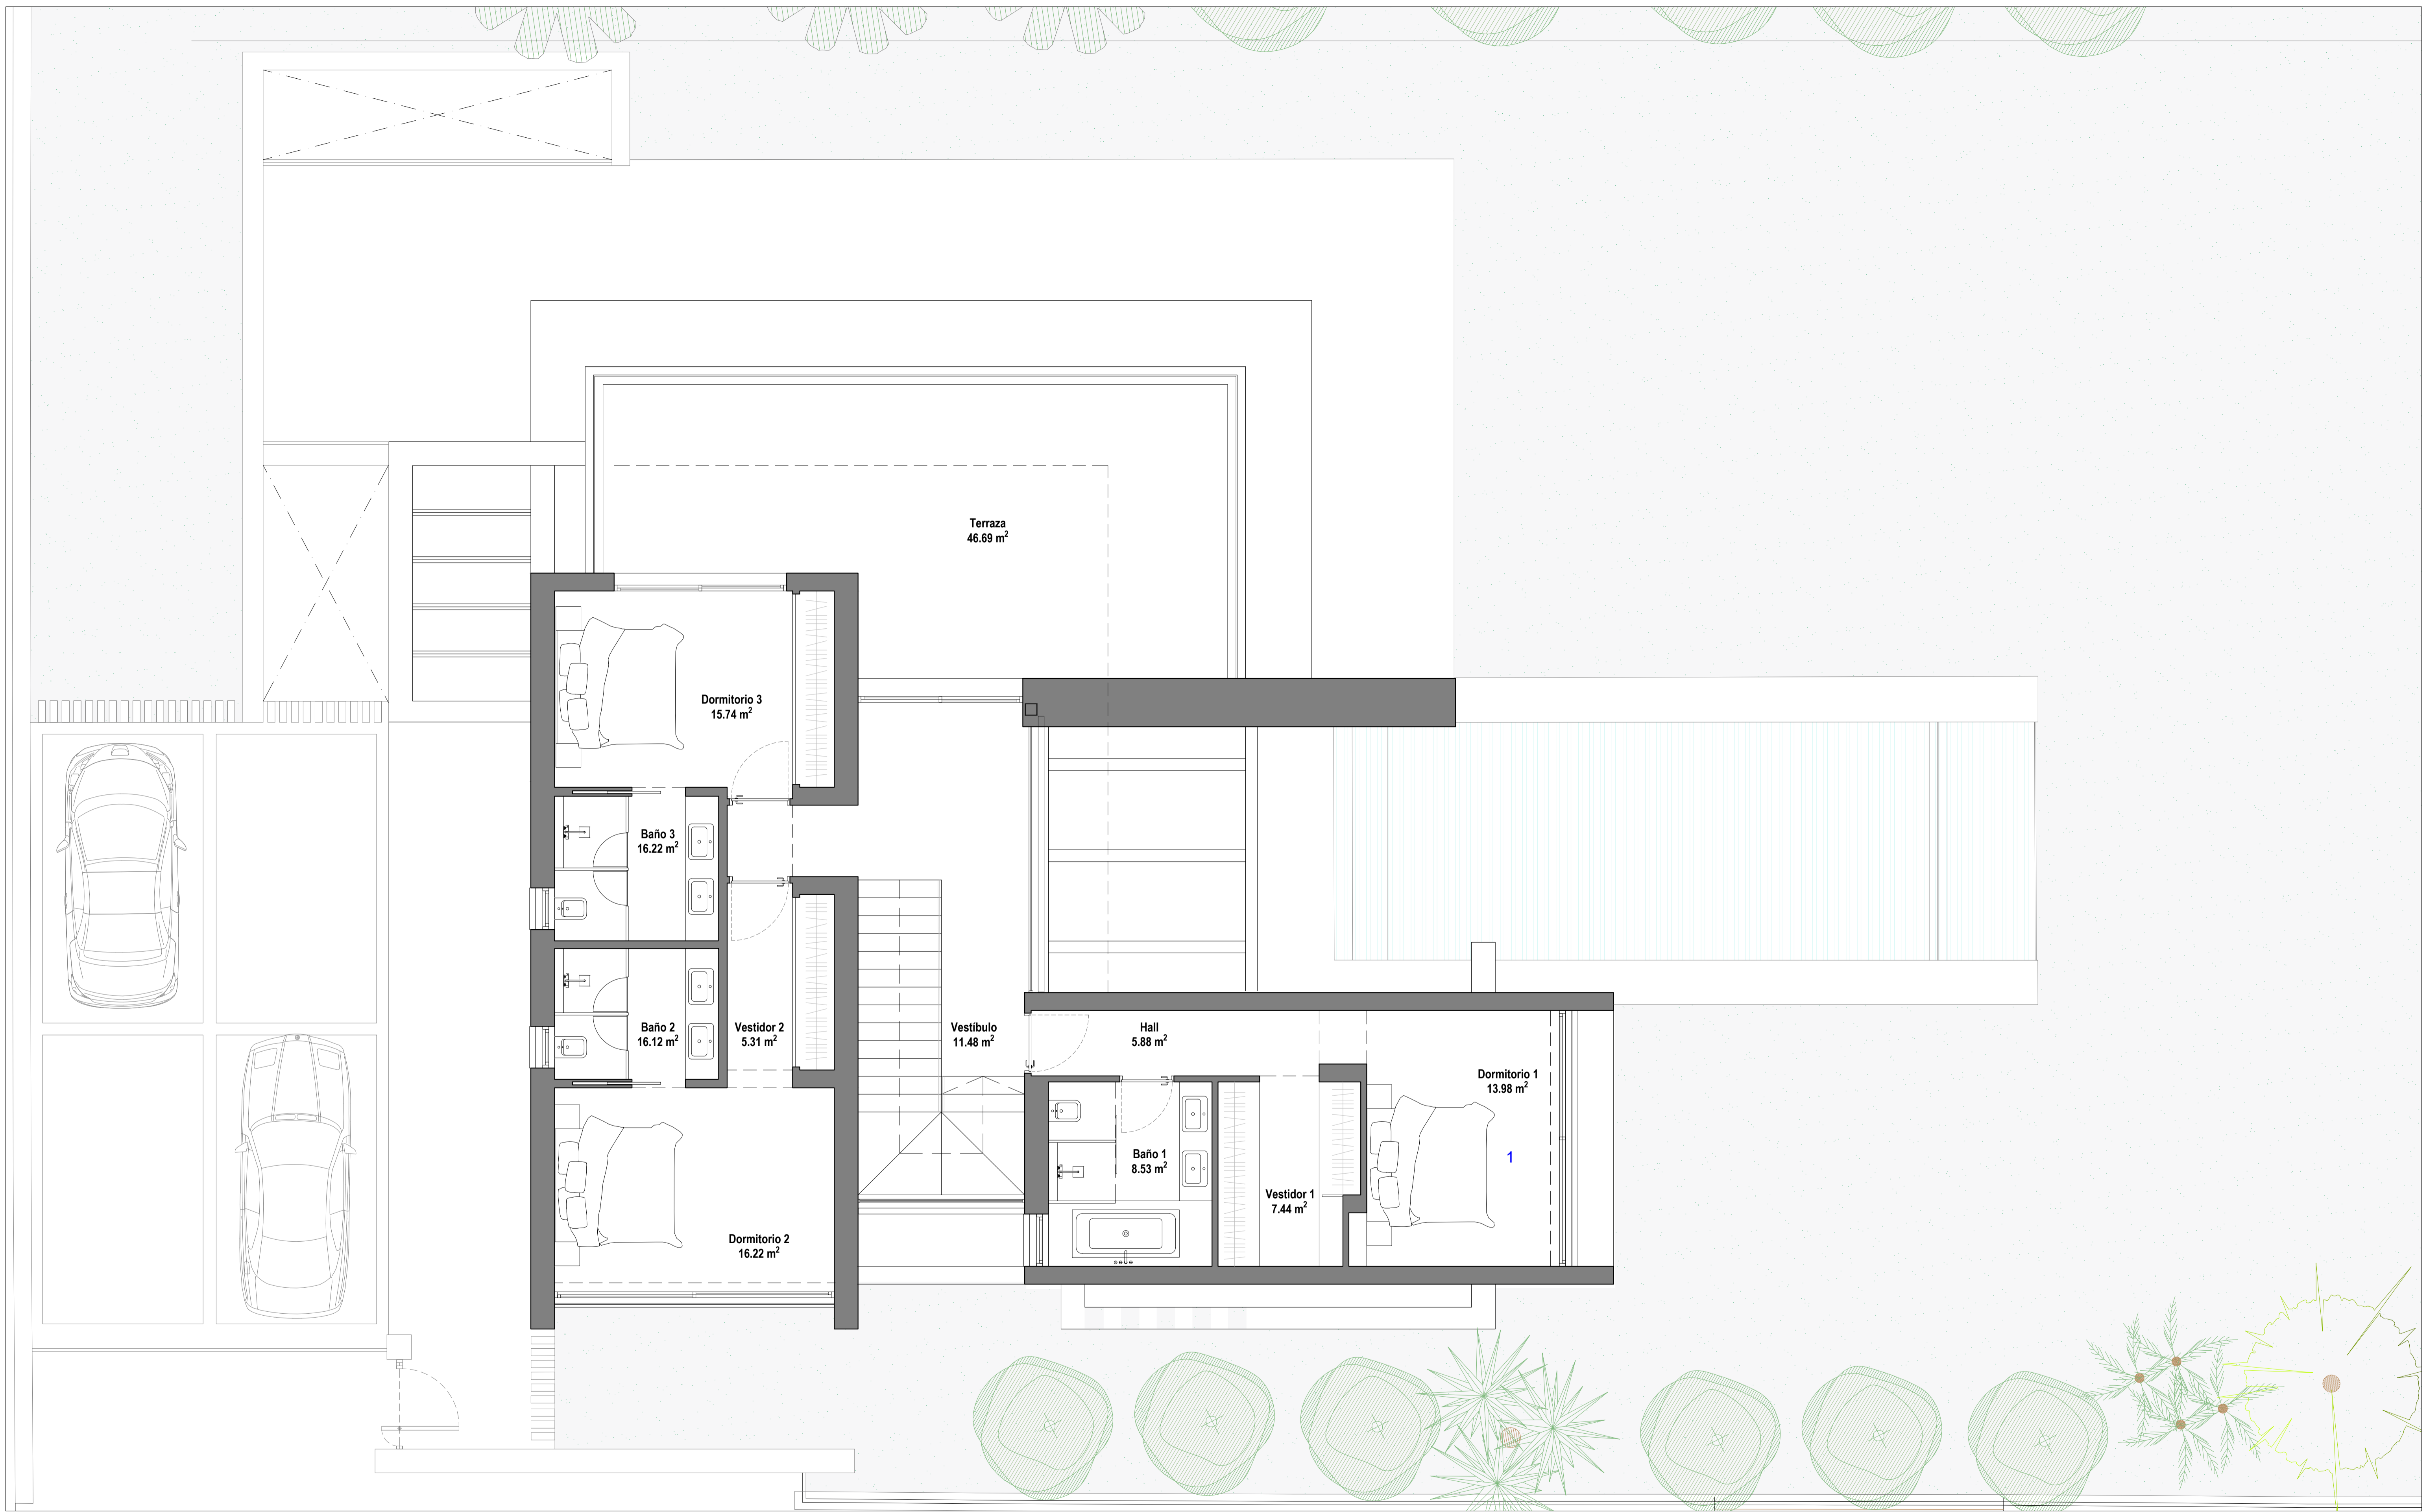 Terraza
46.69 m²
Dormitorio 3
15.74 m²
Baño 3
16.22 m²
Baño 2
16.12 m²
Vestidor 2
5.31 m²
Vestíbulo
11.48 m²
Hall
5.88 m²
Dormitorio 1
13.98 m²
Baño 1
8.53 m²
1
Vestidor 1
7.44 m²
Dormitorio 2
16.22 m²